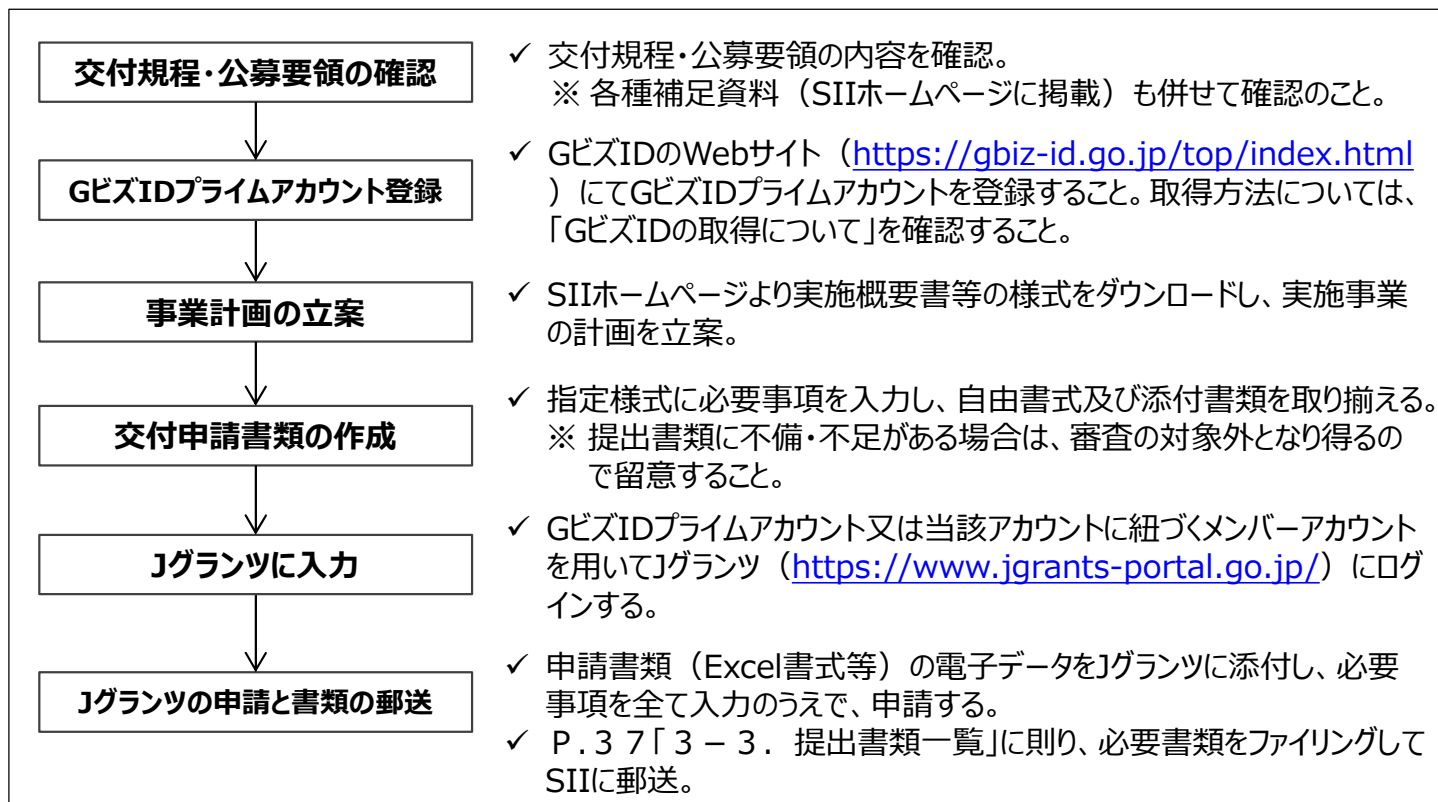 交付規程・公募要領の確認
✓ 交付規程・公募要領の内容を確認。
※ 各種補足資料（SIIホームページに掲載）も併せて確認のこと。
GビズIDプライムアカウント登録
✓ GビズIDのWebサイト（https://gbiz-id.go.jp/top/index.html
）にてGビズIDプライムアカウントを登録すること。取得方法については、
「GビズIDの取得について」を確認すること。
事業計画の立案
✓ SIIホームページより実施概要書等の様式をダウンロードし、実施事業
の計画を立案。
交付申請書類の作成
✓ 指定様式に必要事項を入力し、自由書式及び添付書類を取り揃える。
※ 提出書類に不備・不足がある場合は、審査の対象外となり得るの
で留意すること。
Jグランツに入力
✓ GビズIDプライムアカウント又は当該アカウントに紐づくメンバーアカウント
を用いてJグランツ（https://www.jgrants-portal.go.jp/）にログ
インする。
Jグランツの申請と書類の郵送
✓ 申請書類（Excel書式等）の電子データをJグランツに添付し、必要
事項を全て入力のうえで、申請する。
✓ Ｐ.３７「３－３．提出書類一覧」に則り、必要書類をファイリングして
SIIに郵送。